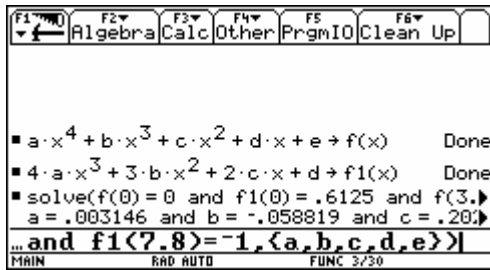 F1 F2 F3 F4 F5 F6
Algebra Calc Other PrgmIO Clean Up
▪ a·x⁴ + b·x³ + c·x² + d·x + e → f(x) Done
▪ 4·a·x³ + 3·b·x² + 2·c·x + d → f1(x) Done
▪ solve(f(0) = 0 and f1(0) = .6125 and f(3.▶
a = .003146 and b = ⁻.058819 and c = .202▶
…and f1(7.8)=⁻1,{a,b,c,d,e})
MAIN RAD AUTO FUNC 3/30